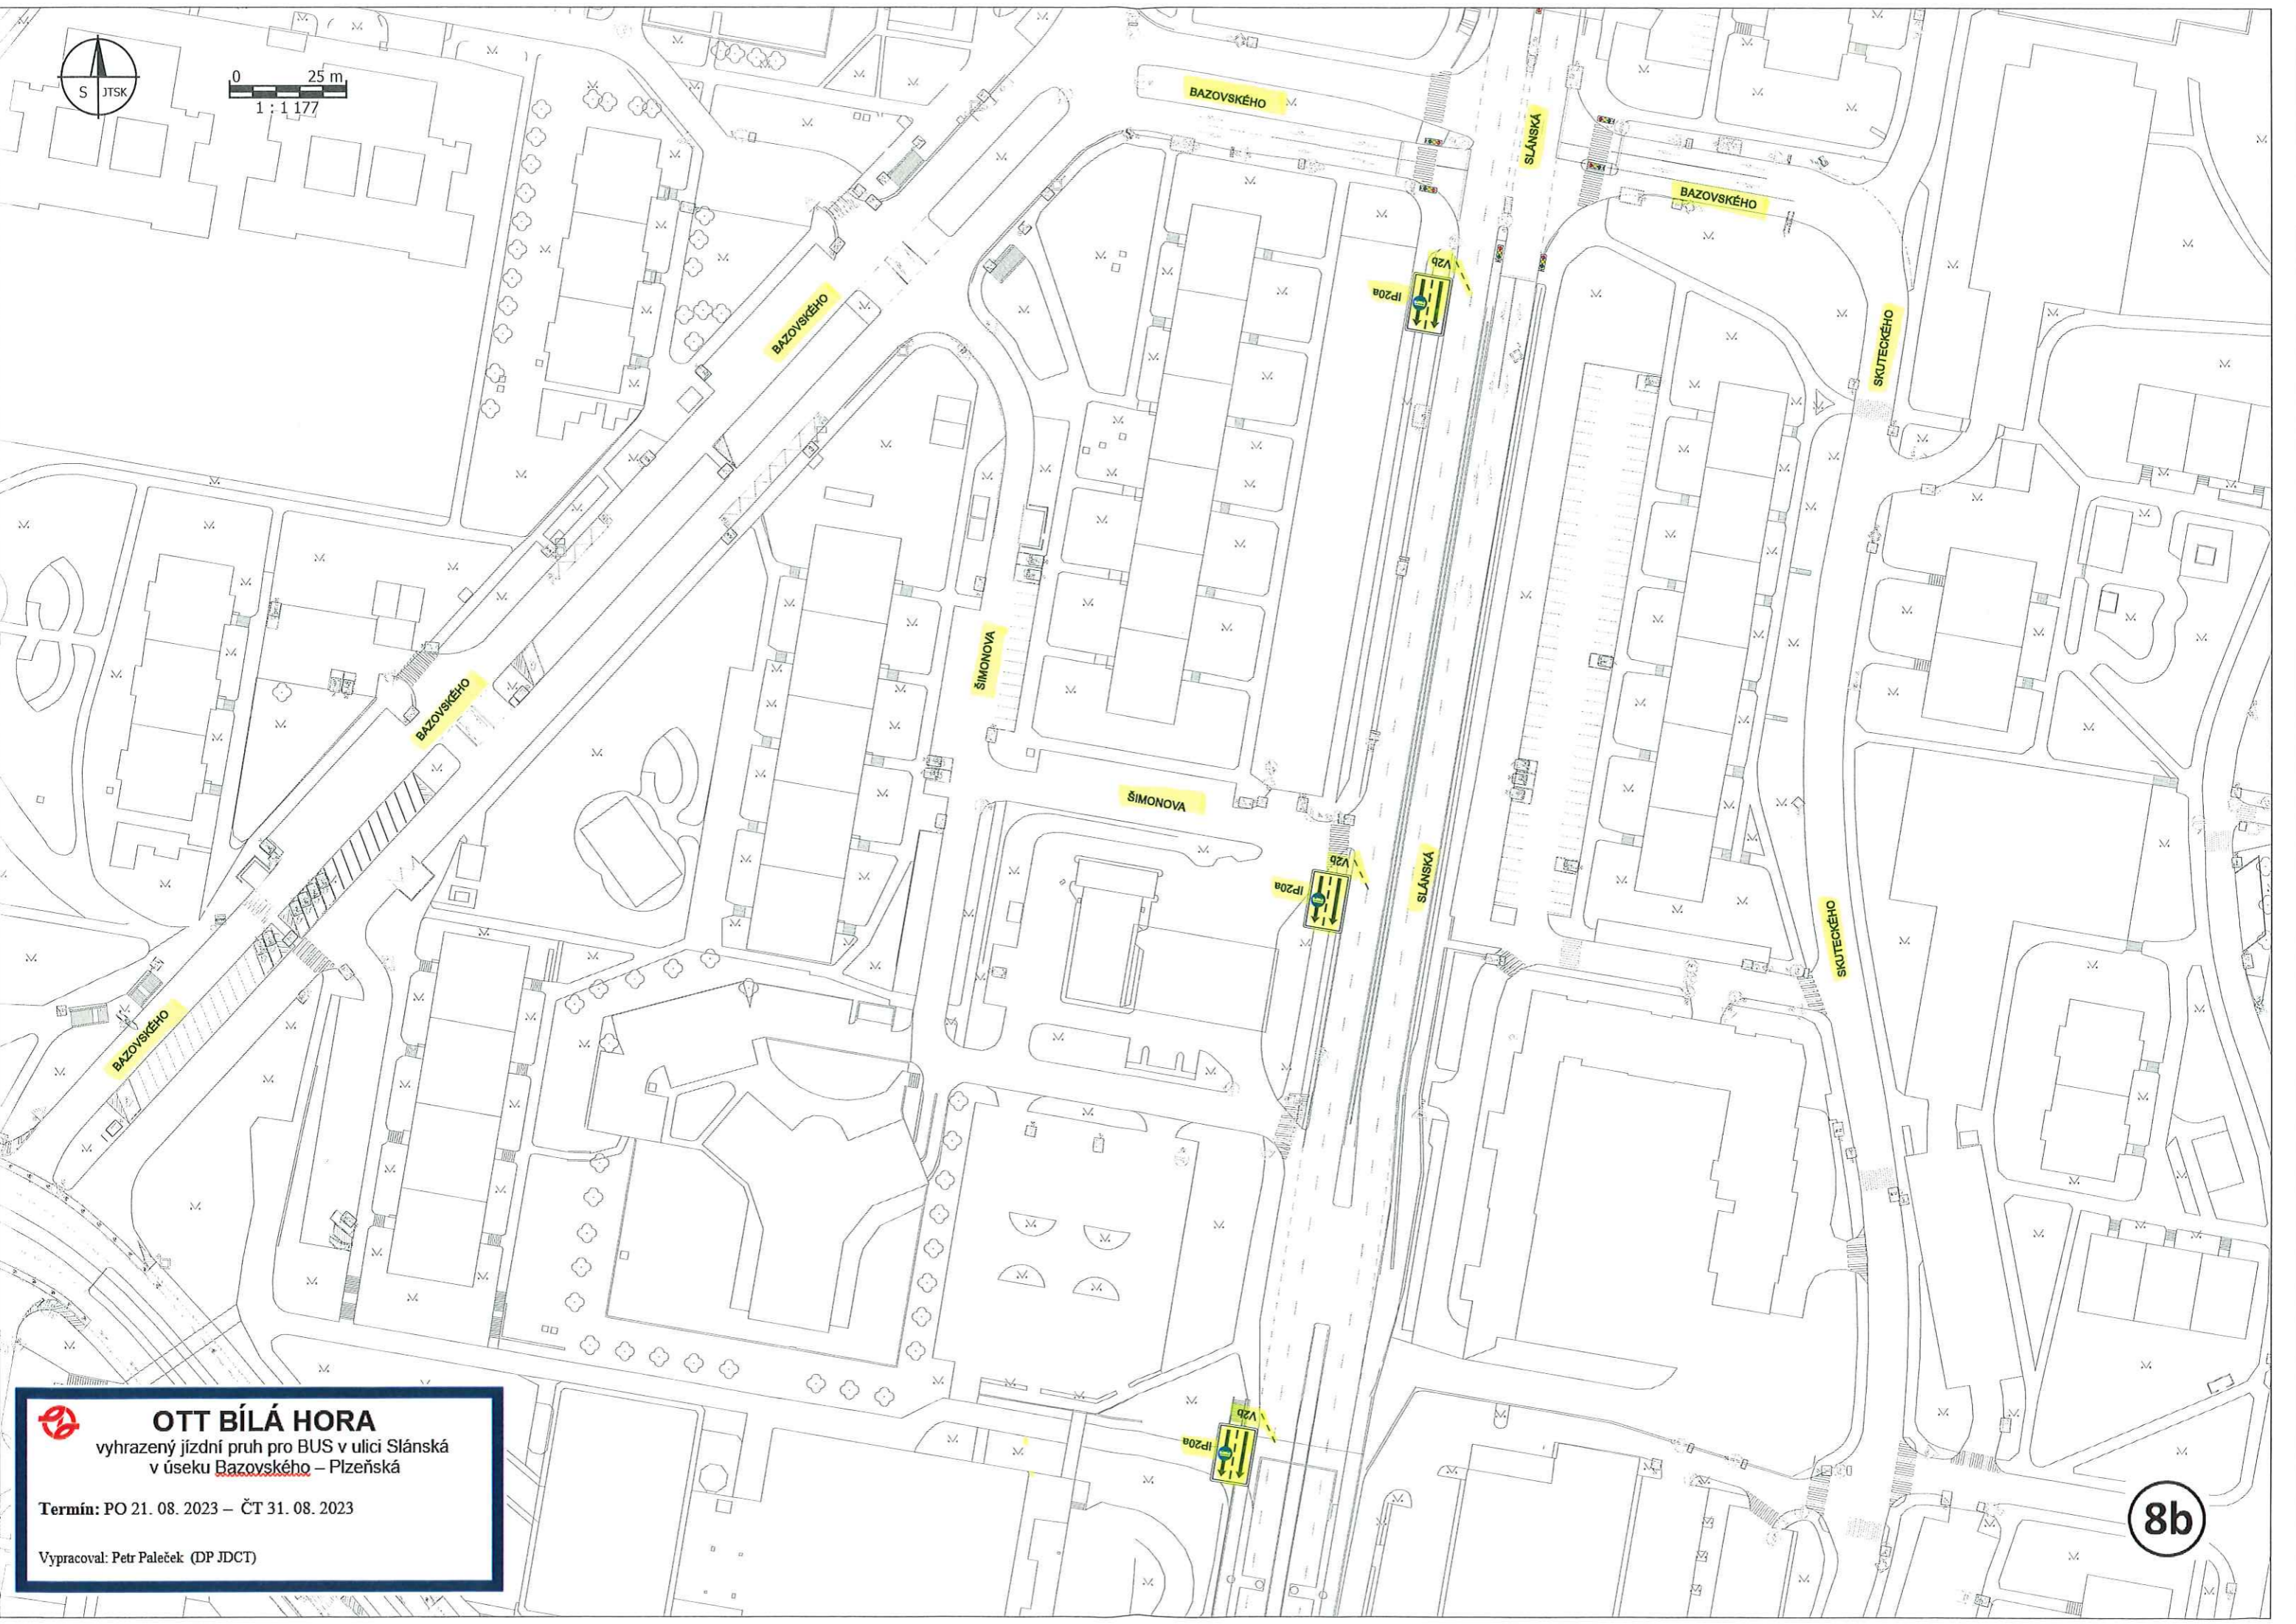 S JTSK
0 25 m
1 : 1 177
BAZOVSKÉHO
SLÁNSKÁ
BAZOVSKÉHO
V2b
IP20a
BAZOVSKÉHO
SKUTECKÉHO
ŠIMONOVA
BAZOVSKÉHO
ŠIMONOVA
V2b
IP20a
SLÁNSKÁ
SKUTECKÉHO
BAZOVSKÉHO
V2b
IP20a
OTT BÍLÁ HORA
vyhrazený jízdní pruh pro BUS v ulici Slánská
v úseku Bazovského – Plzeňská
Termín: PO 21. 08. 2023 – ČT 31. 08. 2023
Vypracoval: Petr Paleček (DP JDCT)
8b